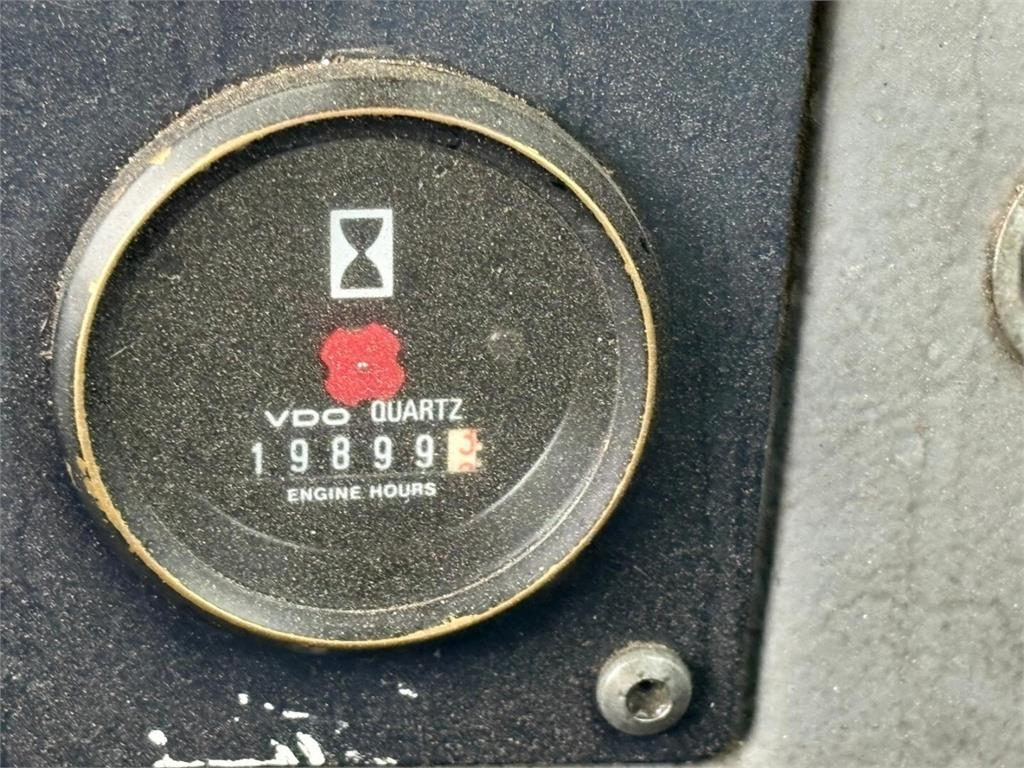 VDO QUARTZ
19899
ENGINE HOURS